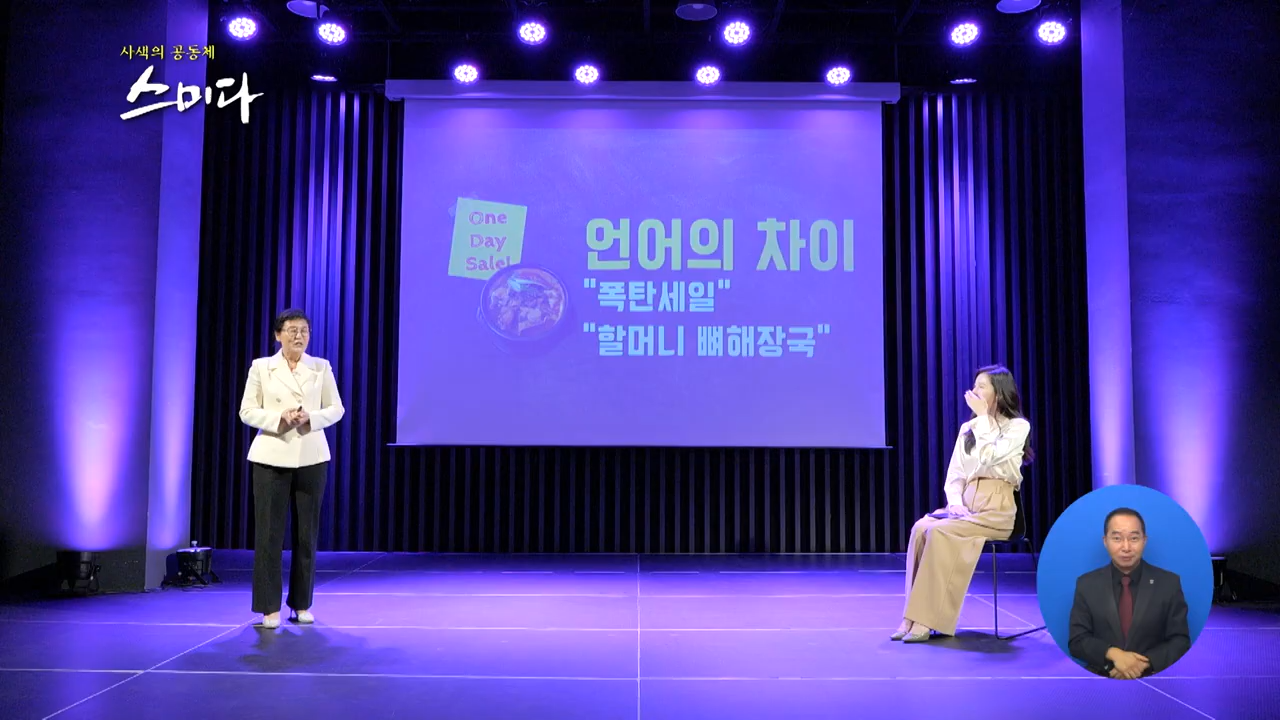 사색의 공동체
스미다
One
Day
Sale!
언어의 차이
"폭탄세일"
"할머니 뼈해장국"